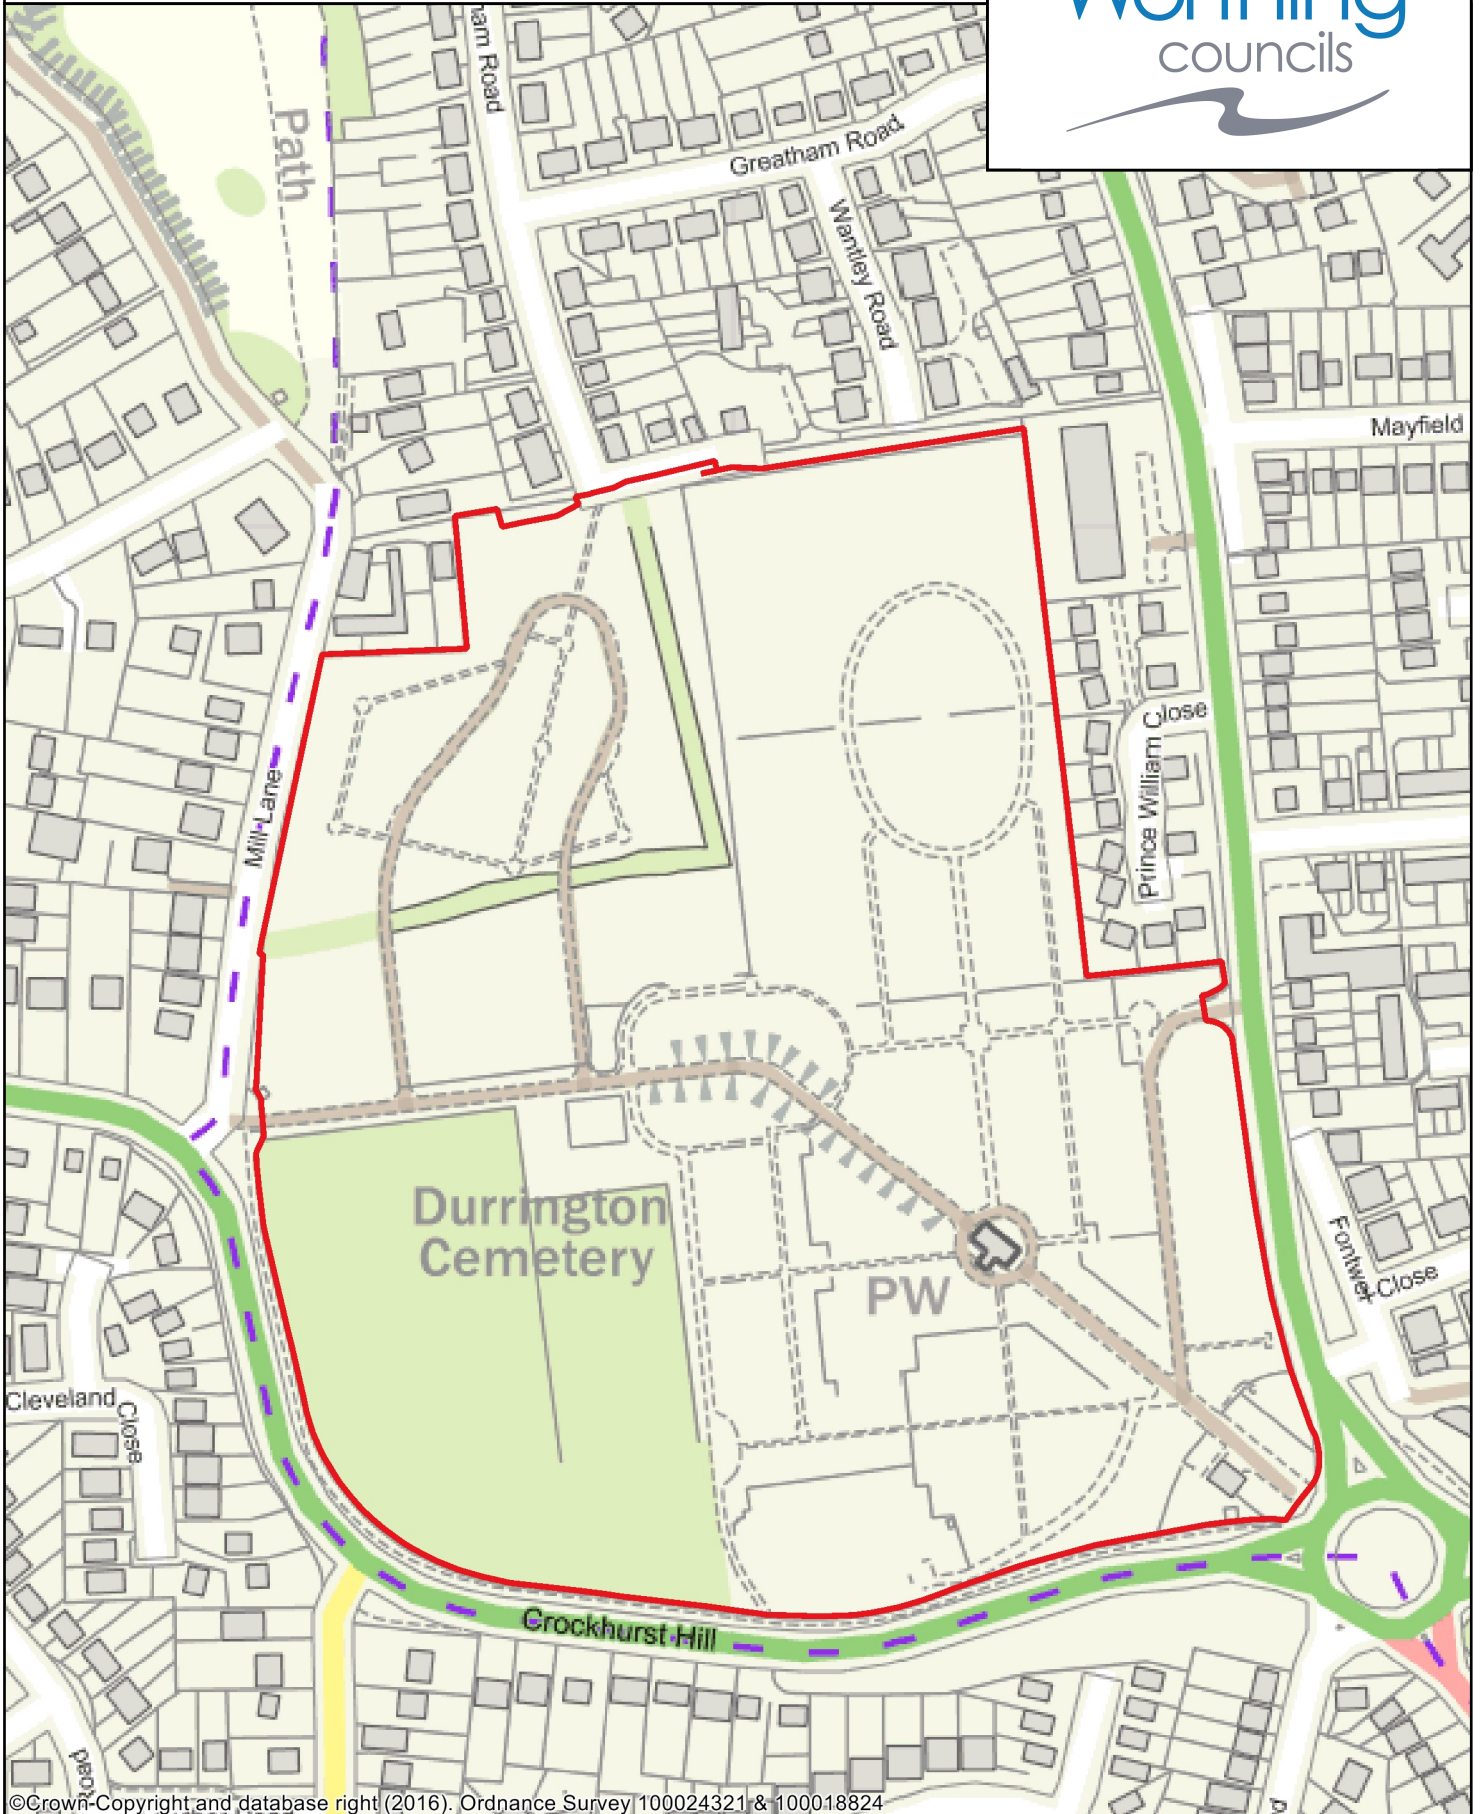 Worthing
councils
Road
Path
Greatham Road
Wantley Road
Mayfield
Prince William Close
Mill Lane
Durrington
Cemetery
PW
Fontwell Close
Cleveland
Close
Crockhurst Hill
©Crown Copyright and database right (2016). Ordnance Survey 100024321 & 100018824